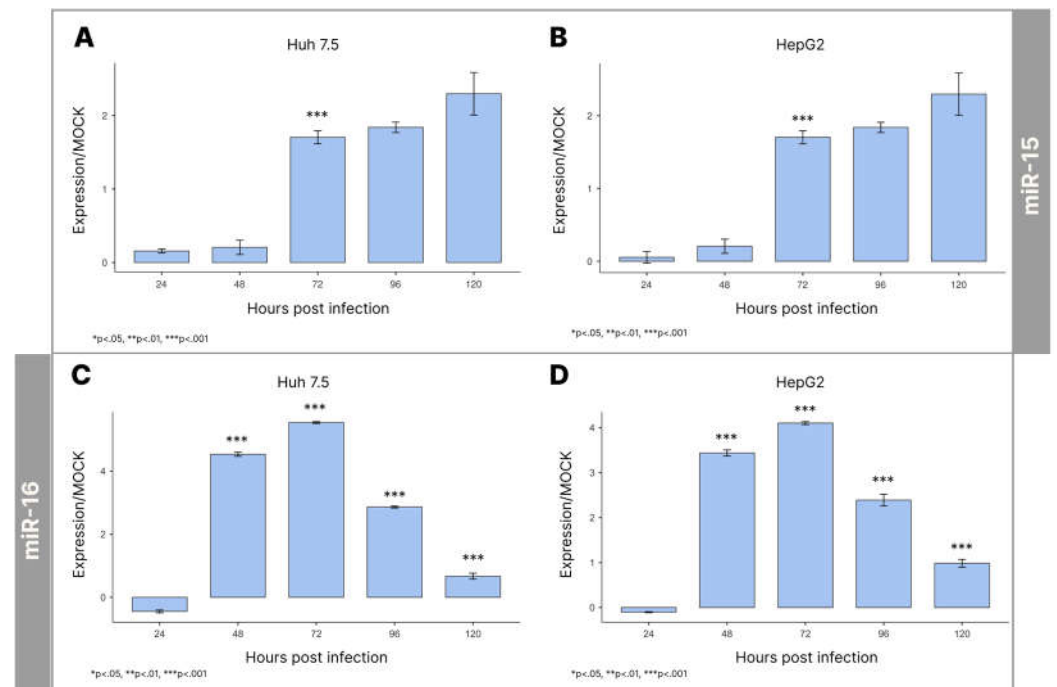 A
Huh 7.5
Expression/MOCK
2
1
0
***
24 48 72 96 120
Hours post infection
*p<.05, **p<.01, ***p<.001
B
HepG2
Expression/MOCK
2
1
0
***
24 48 72 96 120
Hours post infection
*p<.05, **p<.01, ***p<.001
miR-15
miR-16
C
Huh 7.5
Expression/MOCK
4
2
0
*** *** *** ***
24 48 72 96 120
Hours post infection
*p<.05, **p<.01, ***p<.001
D
HepG2
Expression/MOCK
4
3
2
1
0
*** *** *** ***
24 48 72 96 120
Hours post infection
*p<.05, **p<.01, ***p<.001